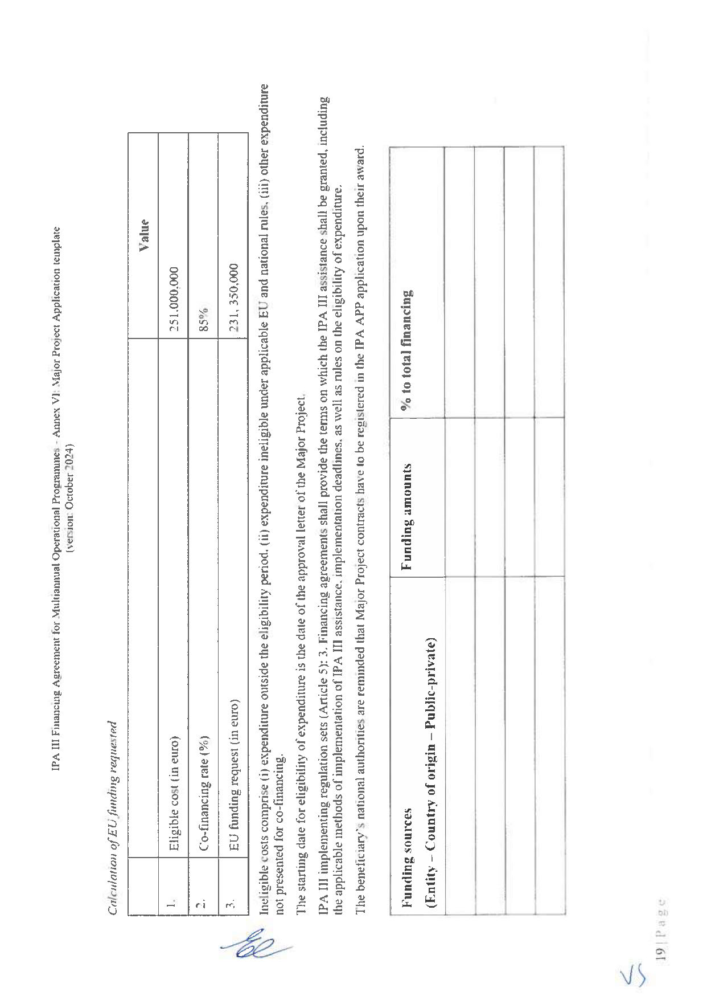 IPA III Financing Agreement for Multiannual Operational Programmes - Annex VI: Major Project Application template
(version: October 2024)
Calculation of EU funding requested
Value
1. Eligible cost (in euro) 251.000.000
2. Co-financing rate (%) 85%
3. EU funding request (in euro) 231, 350,000
Ineligible costs comprise (i) expenditure outside the eligibility period, (ii) expenditure ineligible under applicable EU and national rules, (iii) other expenditure
not presented for co-financing.
The starting date for eligibility of expenditure is the date of the approval letter of the Major Project.
IPA III implementing regulation sets (Article 5): 3. Financing agreements shall provide the terms on which the IPA III assistance shall be granted, including
the applicable methods of implementation of IPA III assistance, implementation deadlines, as well as rules on the eligibility of expenditure.
The beneficiary's national authorities are reminded that Major Project contracts have to be registered in the IPA APP application upon their award.
Funding sources Funding amounts % to total financing
(Entity – Country of origin – Public-private)
VS
19 | Page